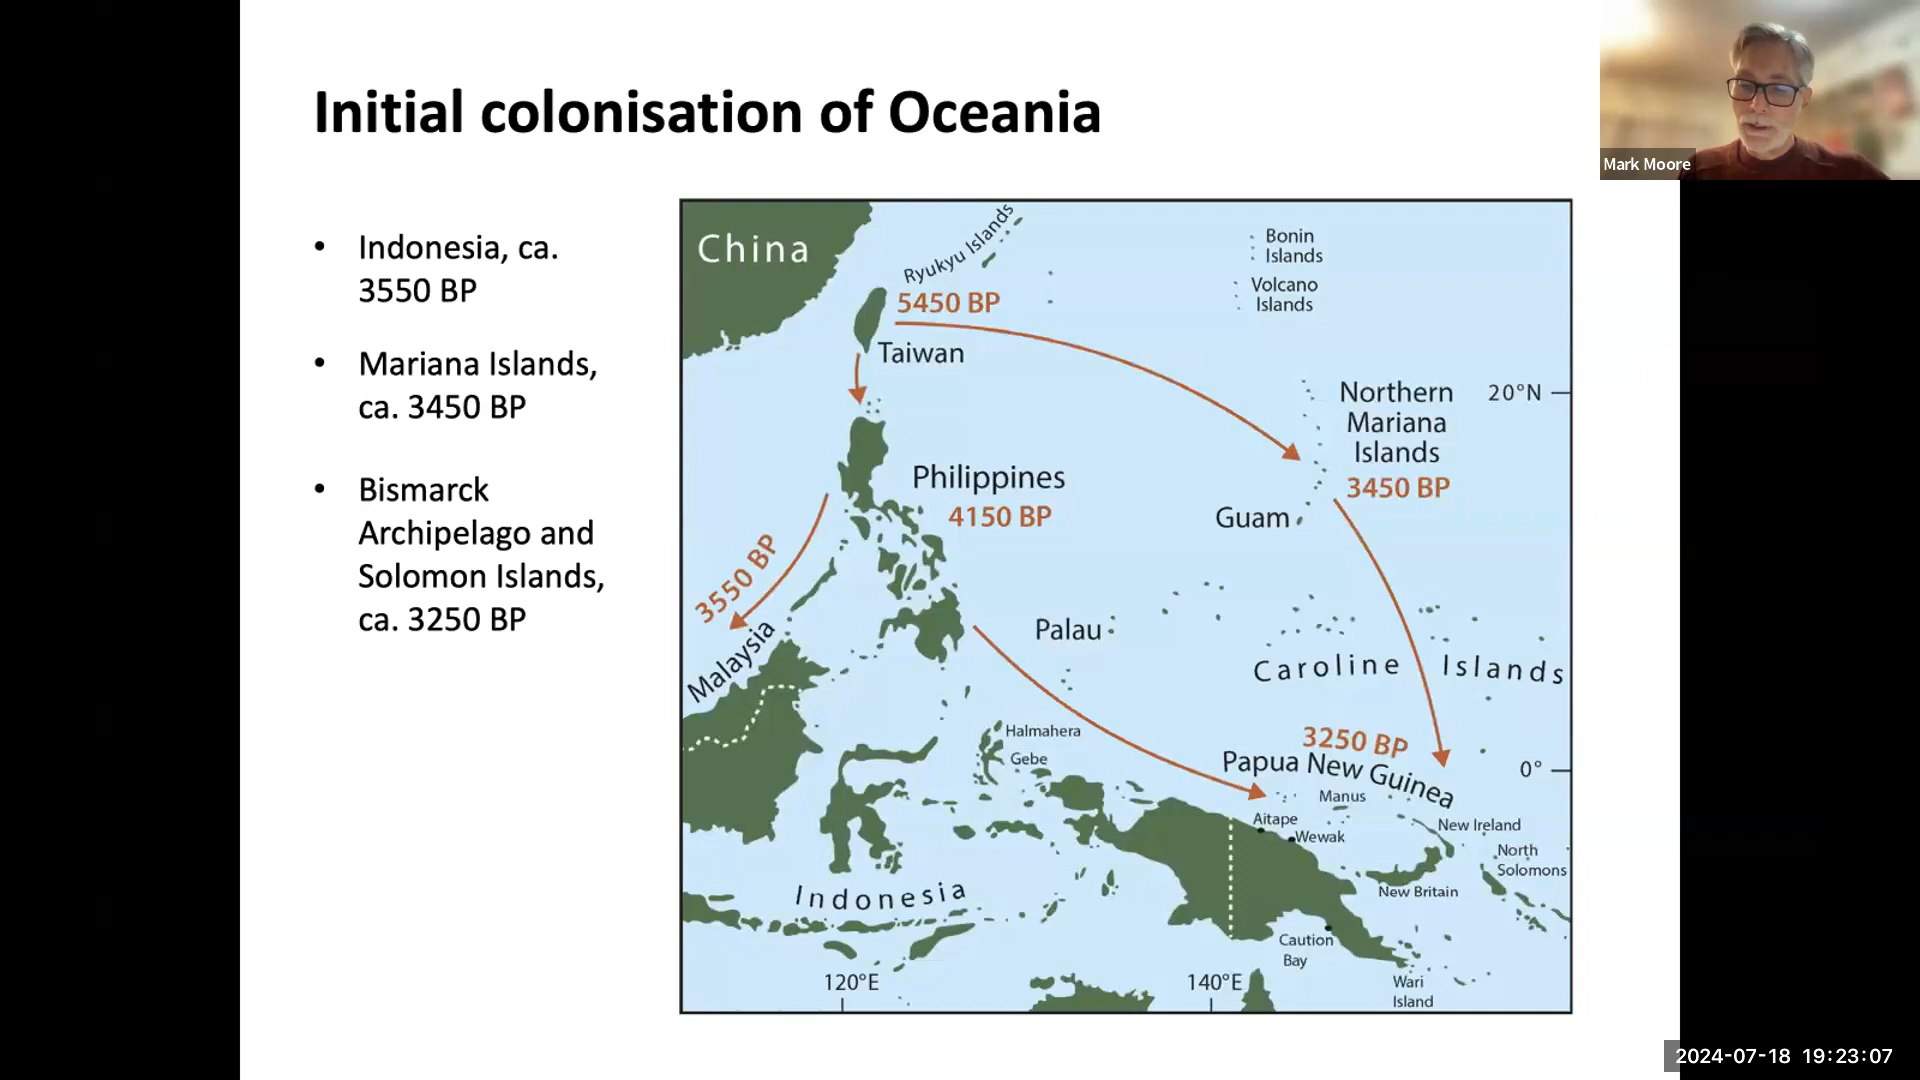 Initial colonisation of Oceania
Mark Moore
• Indonesia, ca.
3550 BP
• Mariana Islands,
ca. 3450 BP
• Bismarck
Archipelago and
Solomon Islands,
ca. 3250 BP
China
Ryukyu Islands
Bonin
Islands
Volcano
Islands
5450 BP
Taiwan
Northern
Mariana
Islands
3450 BP
20°N
Philippines
4150 BP
Guam
3550 BP
Malaysia
Palau
Caroline Islands
Halmahera
Gebe
3250 BP
Papua New Guinea
0°
Manus
Aitape
Wewak
New Ireland
North
Solomons
New Britain
Indonesia
Caution
Bay
Wari
Island
120°E
140°E
2024-07-18 19:23:07